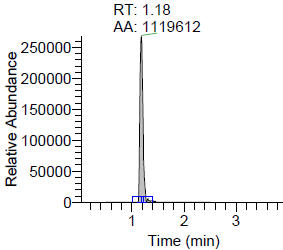 RT: 1.18
AA: 1119612
250000
200000
150000
100000
50000
0
Relative Abundance
1
2
3
Time (min)